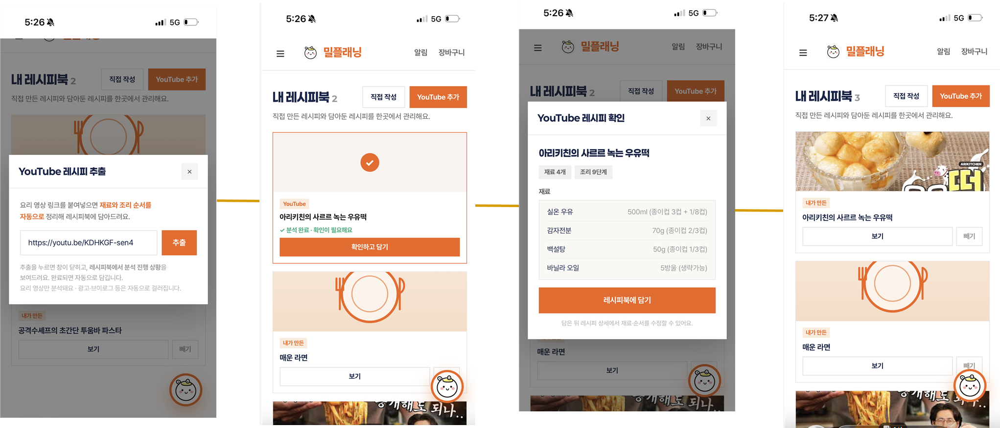 5:26
5G
내 레시피북 2
직접 작성
YouTube 추가
직접 만든 레시피와 담아둔 레시피를 한곳에서 관리해요.
YouTube 레시피 추출
×
요리 영상 링크를 붙여넣으면 재료와 조리 순서를
자동으로 정리해 레시피북에 담아드려요.
https://youtu.be/KDHKGF-sen4
추출
추출을 누르면 창이 닫히고, 레시피북에서 분석 진행 상황을
보여드려요. 완료되면 자동으로 담깁니다.
요리 영상만 분석돼요 · 광고·브이로그 등은 자동으로 걸러집니다.
내가 만든
공격수셰프의 초간단 투움바 파스타
보기
빼기
5:26
5G
밀플래닝
알림
장바구니
내 레시피북 2
직접 작성
YouTube 추가
직접 만든 레시피와 담아둔 레시피를 한곳에서 관리해요.
YouTube
아리키친의 사르르 녹는 우유떡
✓ 분석 완료 · 확인이 필요해요
확인하고 담기
내가 만든
매운 라면
보기
공개해도 되나..
5:26
5G
밀플래닝
알림
장바구니
내 레시피북 2
직접 작성
YouTube 추가
YouTube 레시피 확인
×
아리키친의 사르르 녹는 우유떡
재료 4개
조리 9단계
재료
실온 우유
500ml (종이컵 3컵 + 1/8컵)
감자전분
70g (종이컵 2/3컵)
백설탕
50g (종이컵 1/3컵)
바닐라 오일
5방울 (생략가능)
레시피북에 담기
담은 뒤 레시피 상세에서 재료·순서를 수정할 수 있어요.
매운 라면
보기
공개해도 되나..
5:27
5G
밀플래닝
알림
장바구니
내 레시피북 3
직접 작성
YouTube 추가
직접 만든 레시피와 담아둔 레시피를 한곳에서 관리해요.
ARIKITCHEN
내가 만든
아리키친의 사르르 녹는 우유떡
보기
빼기
내가 만든
매운 라면
보기
빼기
공개해도 되나..